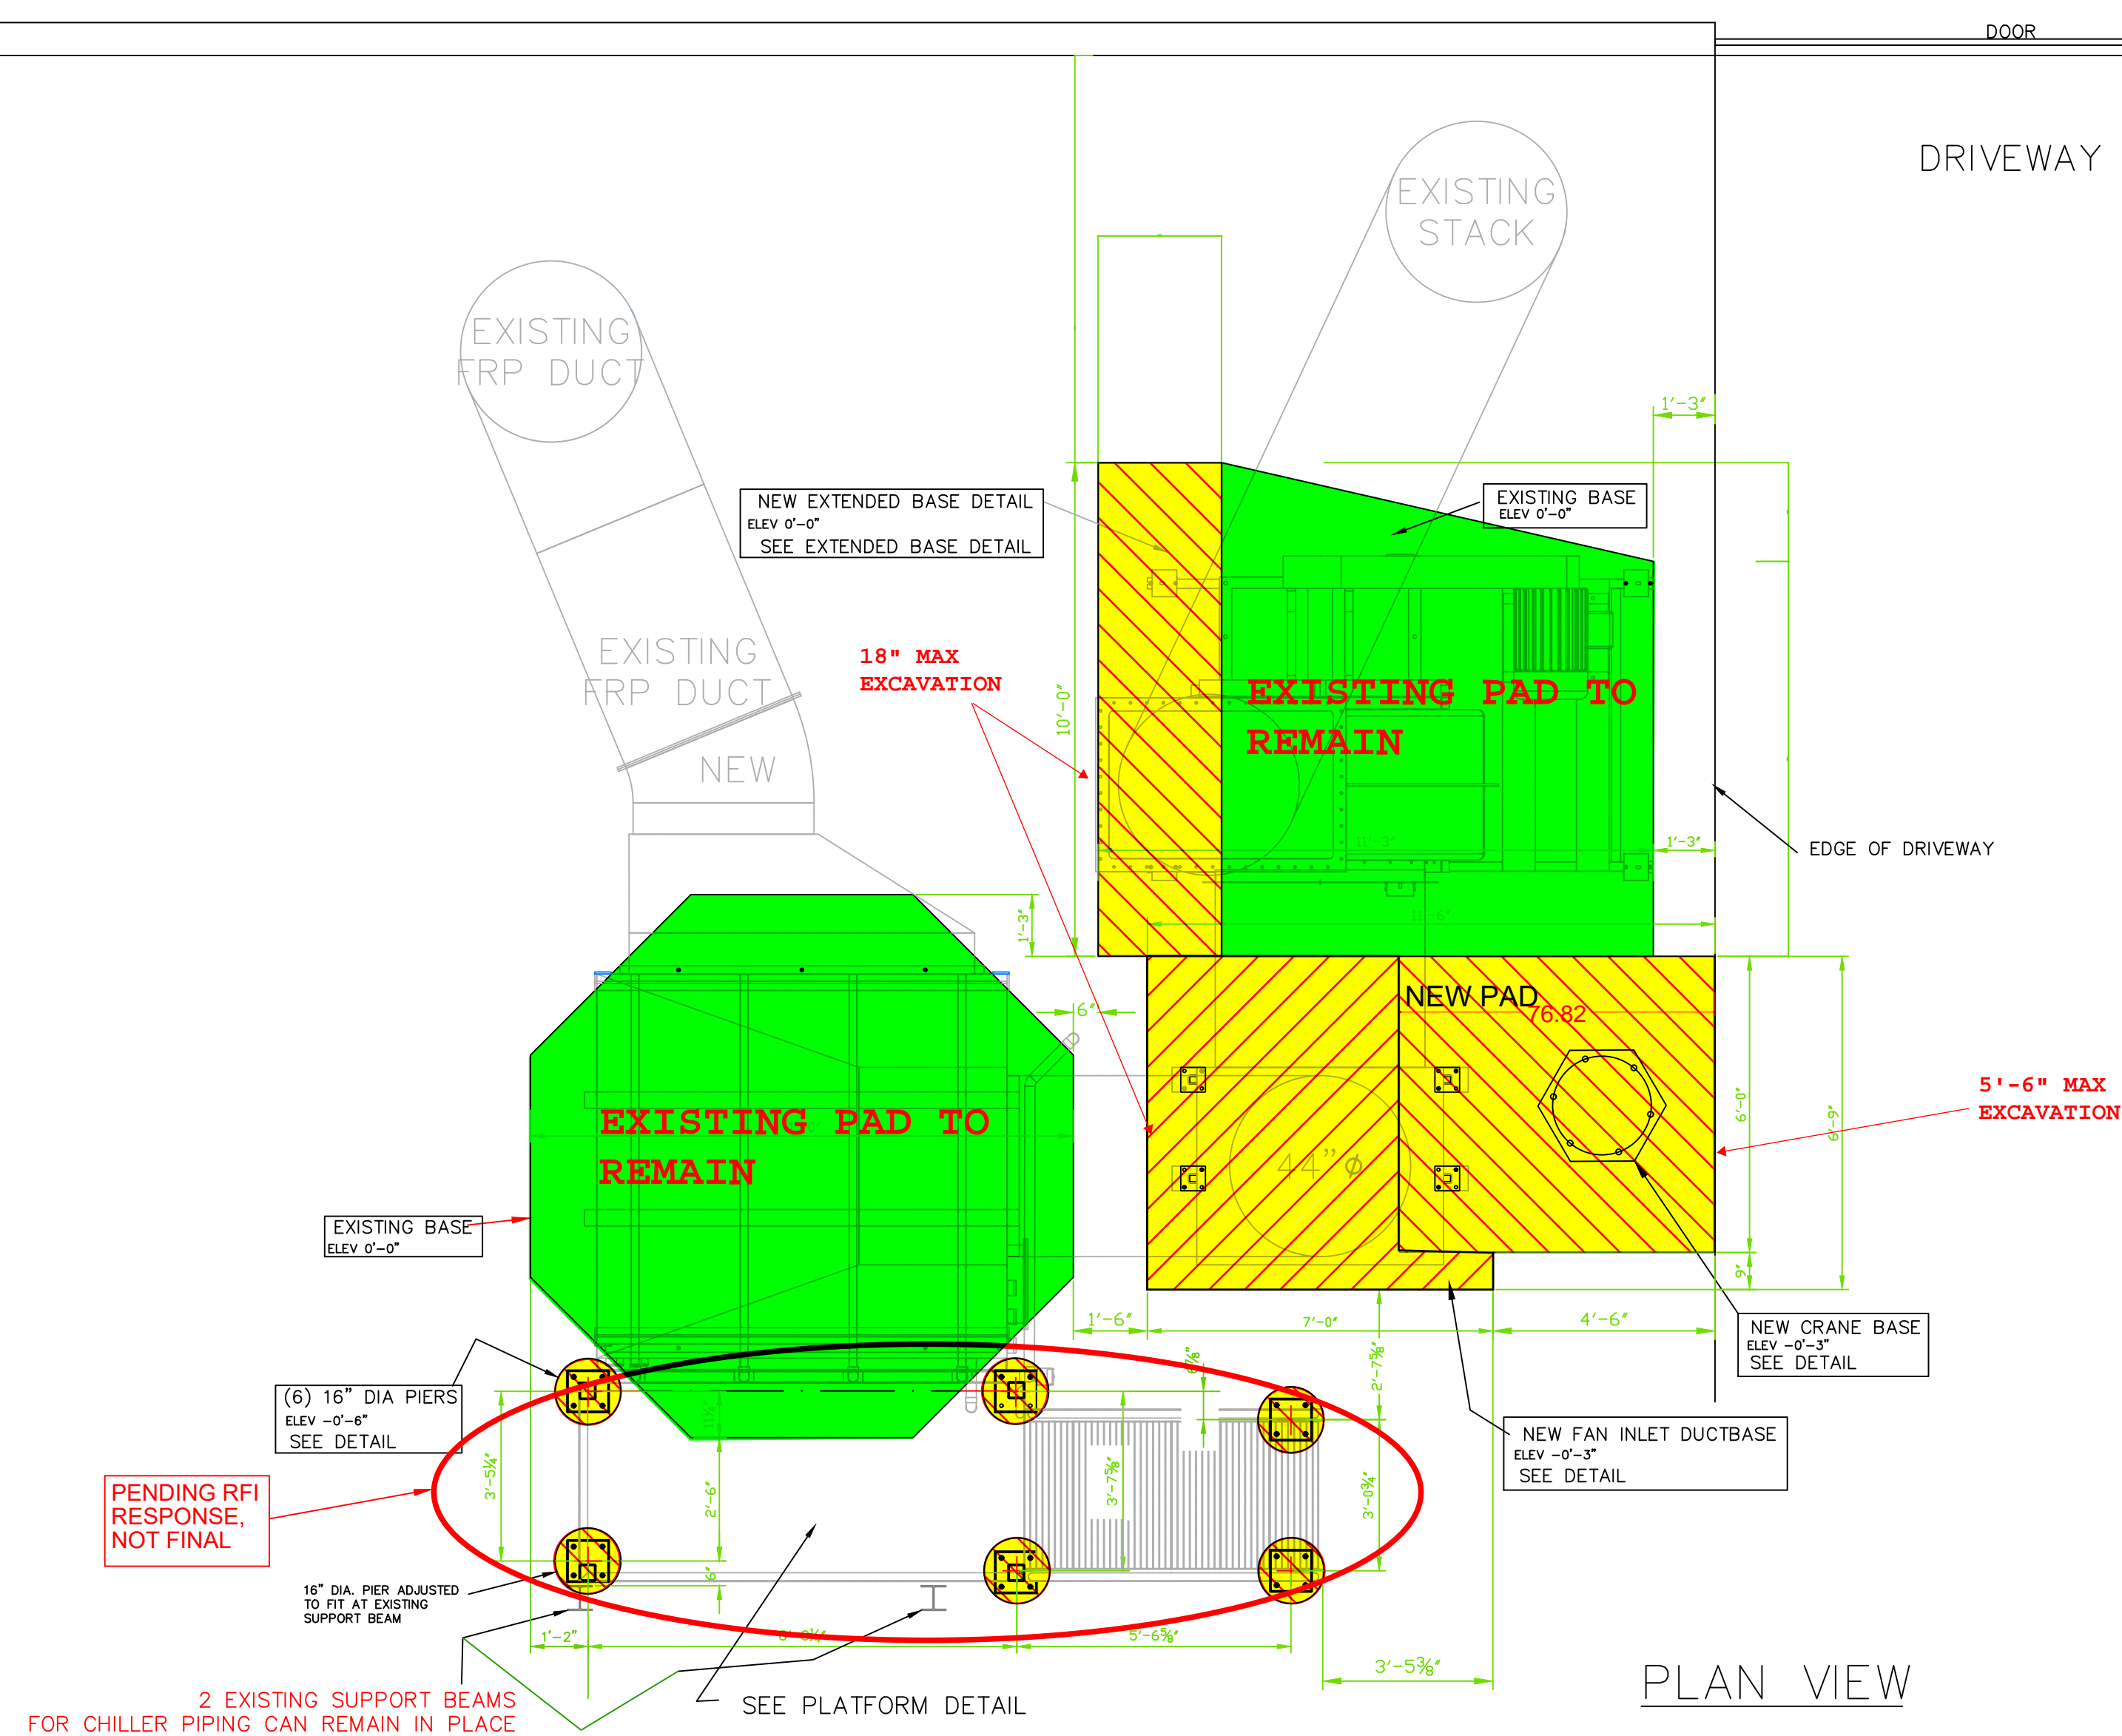 DOOR
DRIVEWAY
EXISTING
STACK
EXISTING
FRP DUCT
1'-3"
NEW EXTENDED BASE DETAIL
ELEV 0'-0"
SEE EXTENDED BASE DETAIL
EXISTING BASE
ELEV 0'-0"
EXISTING
FRP DUCT
18" MAX
EXCAVATION
10'-0"
EXISTING PAD TO
REMAIN
NEW
11'-3"
1'-3"
EDGE OF DRIVEWAY
1'-3"
11'-6"
6"
NEW PAD
76.82
EXISTING PAD TO
REMAIN
44"ø
6'-0"
6'-9"
5'-6" MAX
EXCAVATION
EXISTING BASE
ELEV 0'-0"
9"
1'-6"
7'-0"
4'-6"
NEW CRANE BASE
ELEV -0'-3"
SEE DETAIL
6⅞"
2'-7⅝"
(6) 16" DIA PIERS
ELEV -0'-6"
SEE DETAIL
11¼"
NEW FAN INLET DUCTBASE
ELEV -0'-3"
SEE DETAIL
3'-5¼"
2'-6"
3'-7⅝"
3'-0¾"
PENDING RFI
RESPONSE,
NOT FINAL
6"
16" DIA. PIER ADJUSTED
TO FIT AT EXISTING
SUPPORT BEAM
1'-2"
5'-6⅝"
3'-5⅜"
2 EXISTING SUPPORT BEAMS
FOR CHILLER PIPING CAN REMAIN IN PLACE
SEE PLATFORM DETAIL
PLAN VIEW